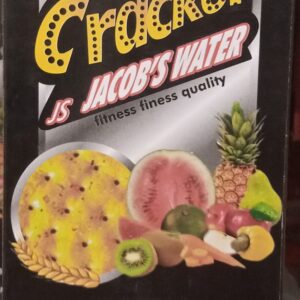 Cracker
JS JACOB'S WATER
fitness finess quality